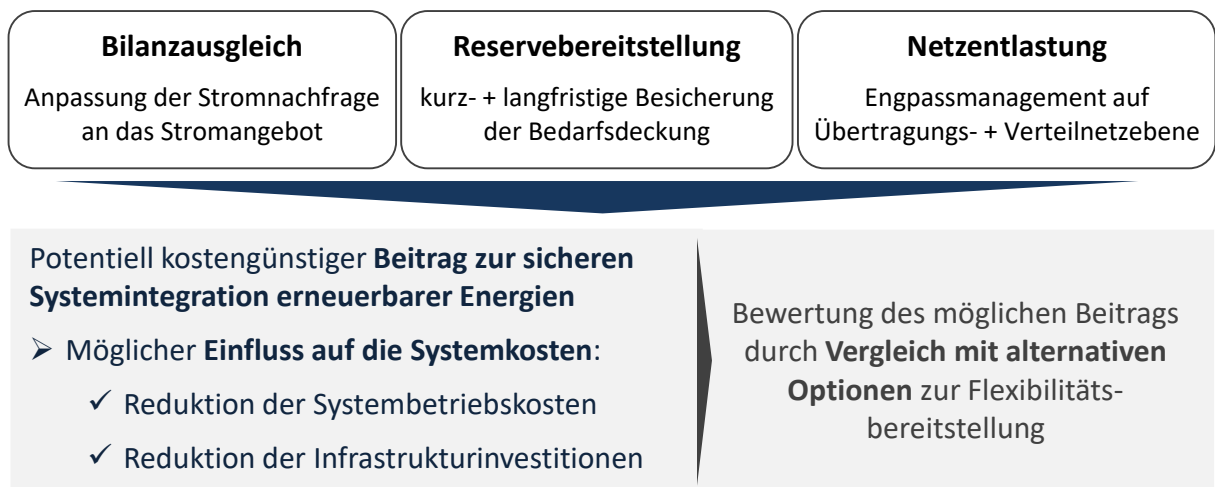 Bilanzausgleich
Anpassung der Stromnachfrage
an das Stromangebot
Reservebereitstellung
kurz- + langfristige Besicherung
der Bedarfsdeckung
Netzentlastung
Engpassmanagement auf
Übertragungs- + Verteilnetzebene
Potentiell kostengünstiger Beitrag zur sicheren
Systemintegration erneuerbarer Energien
➢ Möglicher Einfluss auf die Systemkosten:
✓ Reduktion der Systembetriebskosten
✓ Reduktion der Infrastrukturinvestitionen
Bewertung des möglichen Beitrags
durch Vergleich mit alternativen
Optionen zur Flexibilitäts-
bereitstellung